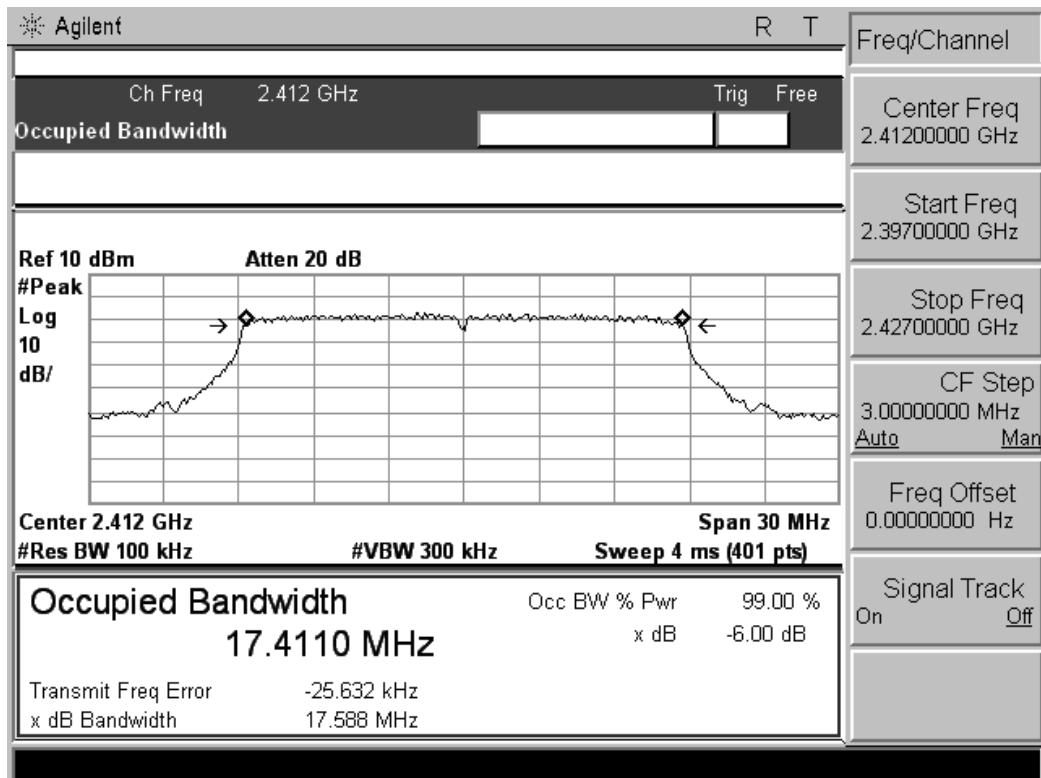 Agilent R T
Ch Freq 2.412 GHz Trig Free
Occupied Bandwidth
Ref 10 dBm Atten 20 dB
#Peak
Log
10
dB/
Center 2.412 GHz Span 30 MHz
#Res BW 100 kHz #VBW 300 kHz Sweep 4 ms (401 pts)
Occupied Bandwidth Occ BW % Pwr 99.00 %
17.4110 MHz x dB -6.00 dB
Transmit Freq Error -25.632 kHz
x dB Bandwidth 17.588 MHz
Freq/Channel
Center Freq
2.41200000 GHz
Start Freq
2.39700000 GHz
Stop Freq
2.42700000 GHz
CF Step
3.00000000 MHz
Auto Man
Freq Offset
0.00000000 Hz
Signal Track
On Off